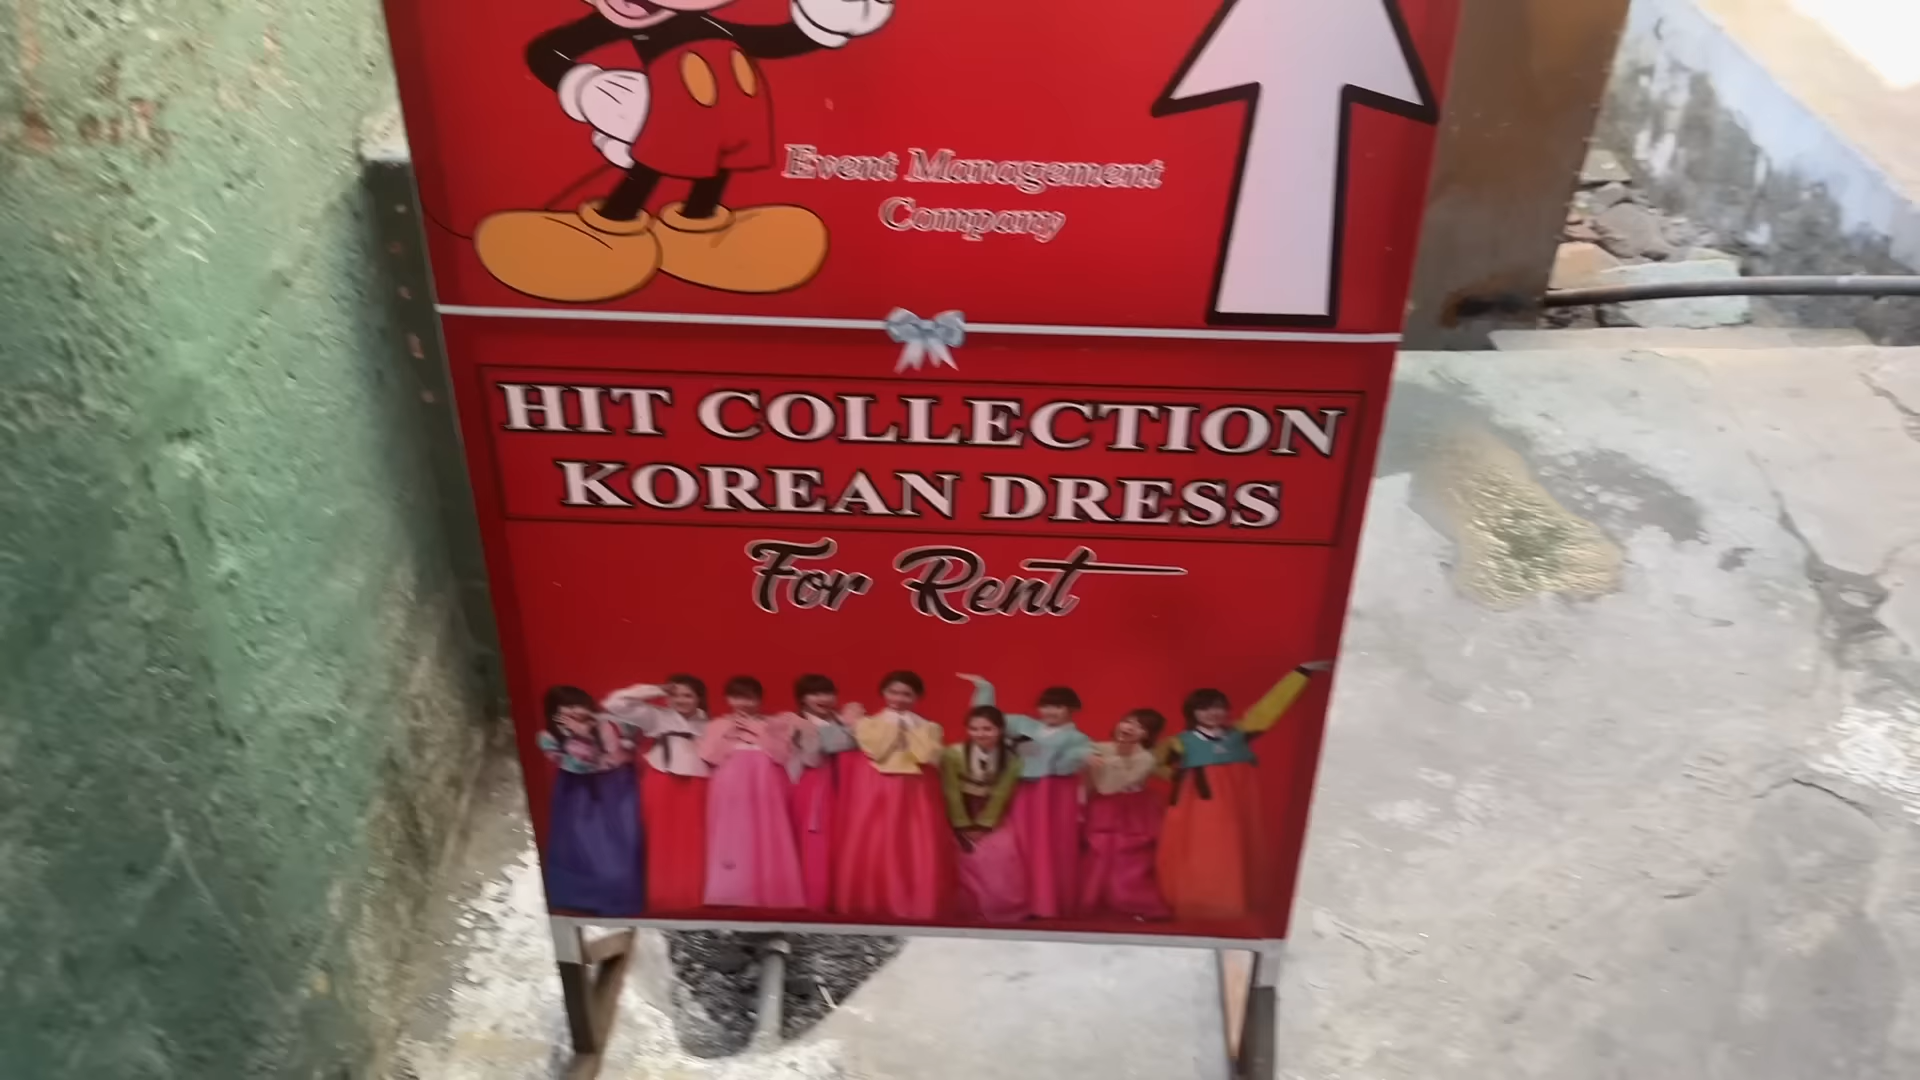 Event Management
Company
HIT COLLECTION
KOREAN DRESS
For Rent